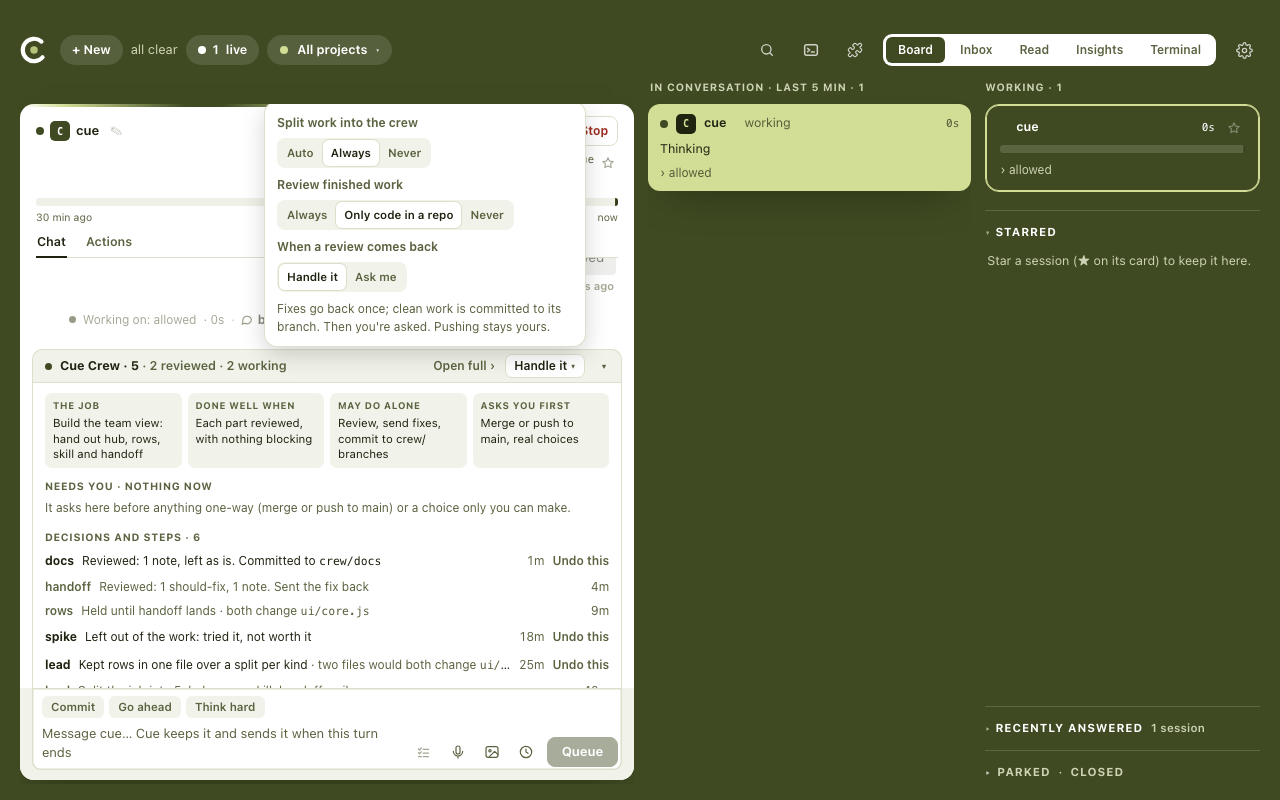 + New
all clear
1 live
All projects
Board
Inbox
Read
Insights
Terminal
C
cue
Stop
30 min ago
now
Chat
Actions
s ago
Working on: allowed · 0s ·
Split work into the crew
Auto
Always
Never
Review finished work
Always
Only code in a repo
Never
When a review comes back
Handle it
Ask me
Fixes go back once; clean work is committed to its
branch. Then you're asked. Pushing stays yours.
Cue Crew · 5 · 2 reviewed · 2 working
Open full ›
Handle it
THE JOB
Build the team view:
hand out hub, rows,
skill and handoff
DONE WELL WHEN
Each part reviewed,
with nothing blocking
MAY DO ALONE
Review, send fixes,
commit to crew/
branches
ASKS YOU FIRST
Merge or push to
main, real choices
NEEDS YOU · NOTHING NOW
It asks here before anything one-way (merge or push to main) or a choice only you can make.
DECISIONS AND STEPS · 6
docs Reviewed: 1 note, left as is. Committed to crew/docs 1m Undo this
handoff Reviewed: 1 should-fix, 1 note. Sent the fix back 4m
rows Held until handoff lands · both change ui/core.js 9m
spike Left out of the work: tried it, not worth it 18m Undo this
lead Kept rows in one file over a split per kind · two files would both change ui/… 25m Undo this
Commit
Go ahead
Think hard
Message cue... Cue keeps it and sends it when this turn
ends
Queue
IN CONVERSATION · LAST 5 MIN · 1
C
cue
working
0s
Thinking
› allowed
WORKING · 1
cue
0s
› allowed
STARRED
Star a session (★ on its card) to keep it here.
RECENTLY ANSWERED 1 session
PARKED · CLOSED